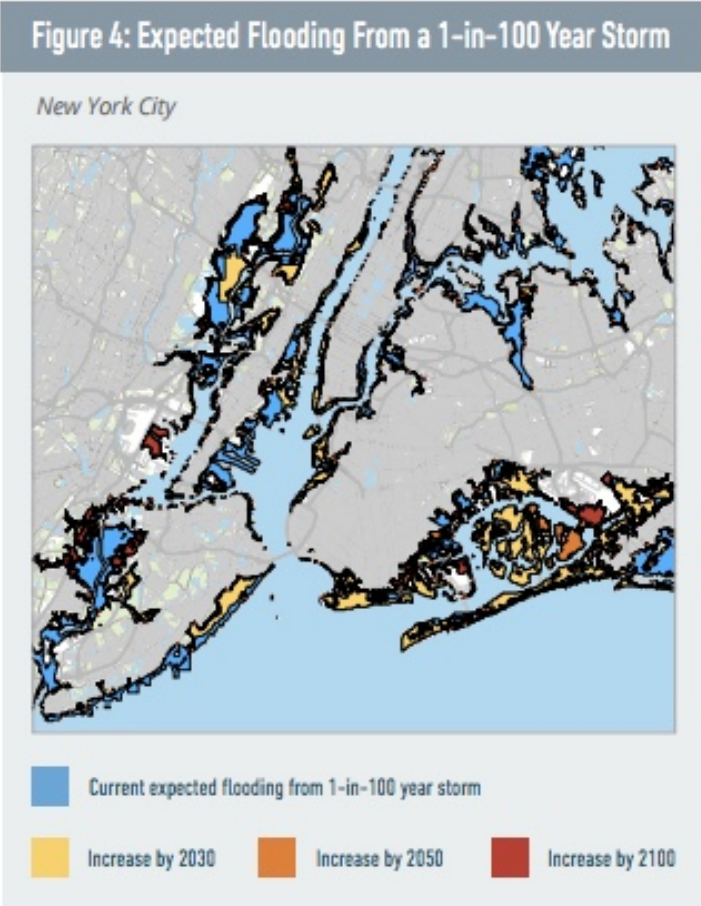 Figure 4: Expected Flooding From a 1-in-100 Year Storm
New York City
Current expected flooding from 1-in-100 year storm
Increase by 2030
Increase by 2050
Increase by 2100